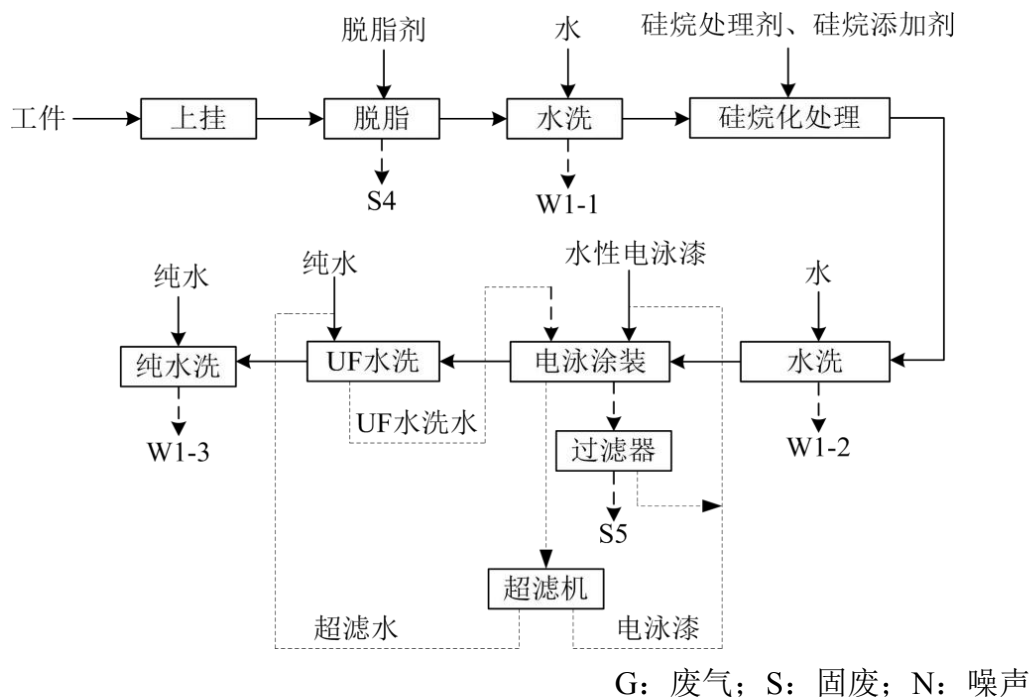 脱脂剂
水
硅烷处理剂、硅烷添加剂
工件
上挂
脱脂
水洗
硅烷化处理
S4
W1-1
纯水
纯水
水性电泳漆
水
纯水洗
UF水洗
电泳涂装
水洗
UF水洗水
W1-3
过滤器
W1-2
S5
超滤机
超滤水
电泳漆
G：废气；S：固废；N：噪声